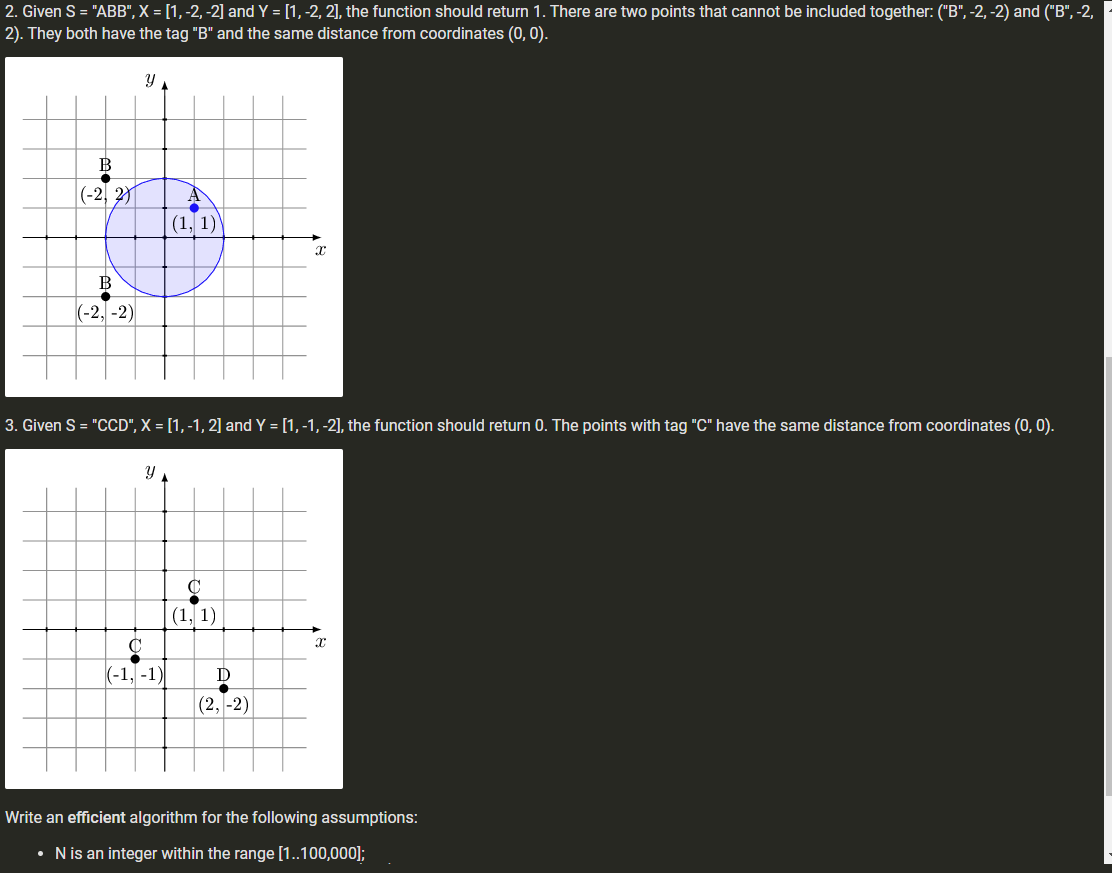 2. Given S = "ABB", X = [1, -2, -2] and Y = [1, -2, 2], the function should return 1. There are two points that cannot be included together: ("B", -2, -2) and ("B", -2,
2). They both have the tag "B" and the same distance from coordinates (0, 0).
y
B
(-2, 2)
A
(1, 1)
x
B
(-2, -2)
3. Given S = "CCD", X = [1, -1, 2] and Y = [1, -1, -2], the function should return 0. The points with tag "C" have the same distance from coordinates (0, 0).
y
C
(1, 1)
x
C
(-1, -1)
D
(2, -2)
Write an efficient algorithm for the following assumptions:
• N is an integer within the range [1..100,000];